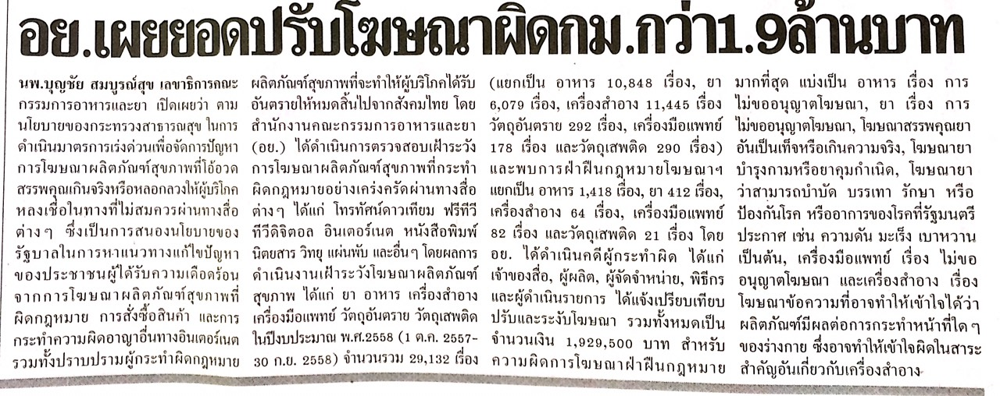 อย.เผยยอดปรับโฆษณาผิดกม.กว่า1.9ล้านบาท
นพ.บุญชัย สมบูรณ์สุข เลขาธิการคณะ
กรรมการอาหารและยา เปิดเผยว่า ตาม
นโยบายของกระทรวงสาธารณสุข ในการ
ดำเนินมาตรการเร่งด่วนเพื่อจัดการปัญหา
การโฆษณาผลิตภัณฑ์สุขภาพที่โอ้อวด
สรรพคุณเกินจริงหรือหลอกลวงให้ผู้บริโภค
หลงเชื่อในทางที่ไม่สมควรผ่านทางสื่อ
ต่างๆ ซึ่งเป็นการสนองนโยบายของ
รัฐบาลในการหาแนวทางแก้ไขปัญหา
ของประชาชนผู้ได้รับความเดือดร้อน
จากการโฆษณาผลิตภัณฑ์สุขภาพที่
ผิดกฎหมาย การสั่งซื้อสินค้า และการ
กระทำความผิดอาญาอื่นทางอินเตอร์เนต
รวมทั้งปราบปรามผู้กระทำผิดกฎหมาย
ผลิตภัณฑ์สุขภาพที่จะทำให้ผู้บริโภคได้รับ
อันตรายให้หมดสิ้นไปจากสังคมไทย โดย
สำนักงานคณะกรรมการอาหารและยา
(อย.) ได้ดำเนินการตรวจสอบเฝ้าระวัง
การโฆษณาผลิตภัณฑ์สุขภาพที่กระทำ
ผิดกฎหมายอย่างเคร่งครัดผ่านทางสื่อ
ต่างๆ ได้แก่ โทรทัศน์ดาวเทียม ฟรีทีวี
ทีวีดิจิตอล อินเตอร์เนต หนังสือพิมพ์
นิตยสาร วิทยุ แผ่นพับ และอื่นๆ โดยผลการ
ดำเนินงานเฝ้าระวังโฆษณาผลิตภัณฑ์
สุขภาพ ได้แก่ ยา อาหาร เครื่องสำอาง
เครื่องมือแพทย์ วัตถุอันตราย วัตถุเสพติด
ในปีงบประมาณ พ.ศ.2558 (1 ต.ค. 2557-
30 ก.ย. 2558) จำนวนรวม 29,132 เรื่อง
(แยกเป็น อาหาร 10,848 เรื่อง, ยา
6,079 เรื่อง, เครื่องสำอาง 11,445 เรื่อง
วัตถุอันตราย 292 เรื่อง, เครื่องมือแพทย์
178 เรื่อง และวัตถุเสพติด 290 เรื่อง)
และพบการฝ่าฝืนกฎหมายโฆษณาฯ
แยกเป็น อาหาร 1,418 เรื่อง, ยา 412 เรื่อง,
เครื่องสำอาง 64 เรื่อง, เครื่องมือแพทย์
82 เรื่อง และวัตถุเสพติด 21 เรื่อง โดย
อย. ได้ดำเนินคดีผู้กระทำผิด ได้แก่
เจ้าของสื่อ, ผู้ผลิต, ผู้จัดจำหน่าย, พิธีกร
และผู้ดำเนินรายการ ได้แจ้งเปรียบเทียบ
ปรับและระงับโฆษณา รวมทั้งหมดเป็น
จำนวนเงิน 1,929,500 บาท สำหรับ
ความผิดการโฆษณาฝ่าฝืนกฎหมาย
มากที่สุด แบ่งเป็น อาหาร เรื่อง การ
ไม่ขออนุญาตโฆษณา, ยา เรื่อง การ
ไม่ขออนุญาตโฆษณา, โฆษณาสรรพคุณยา
อันเป็นเท็จหรือเกินความจริง, โฆษณายา
บำรุงกามหรือยาคุมกำเนิด, โฆษณายา
ว่าสามารถบำบัด บรรเทา รักษา หรือ
ป้องกันโรค หรืออาการของโรคที่รัฐมนตรี
ประกาศ เช่น ความดัน มะเร็ง เบาหวาน
เป็นต้น, เครื่องมือแพทย์ เรื่อง ไม่ขอ
อนุญาตโฆษณา และเครื่องสำอาง เรื่อง
โฆษณาข้อความที่อาจทำให้เข้าใจได้ว่า
ผลิตภัณฑ์มีผลต่อการกระทำหน้าที่ใดๆ
ของร่างกาย ซึ่งอาจทำให้เข้าใจผิดในสาระ
สำคัญอันเกี่ยวกับเครื่องสำอาง